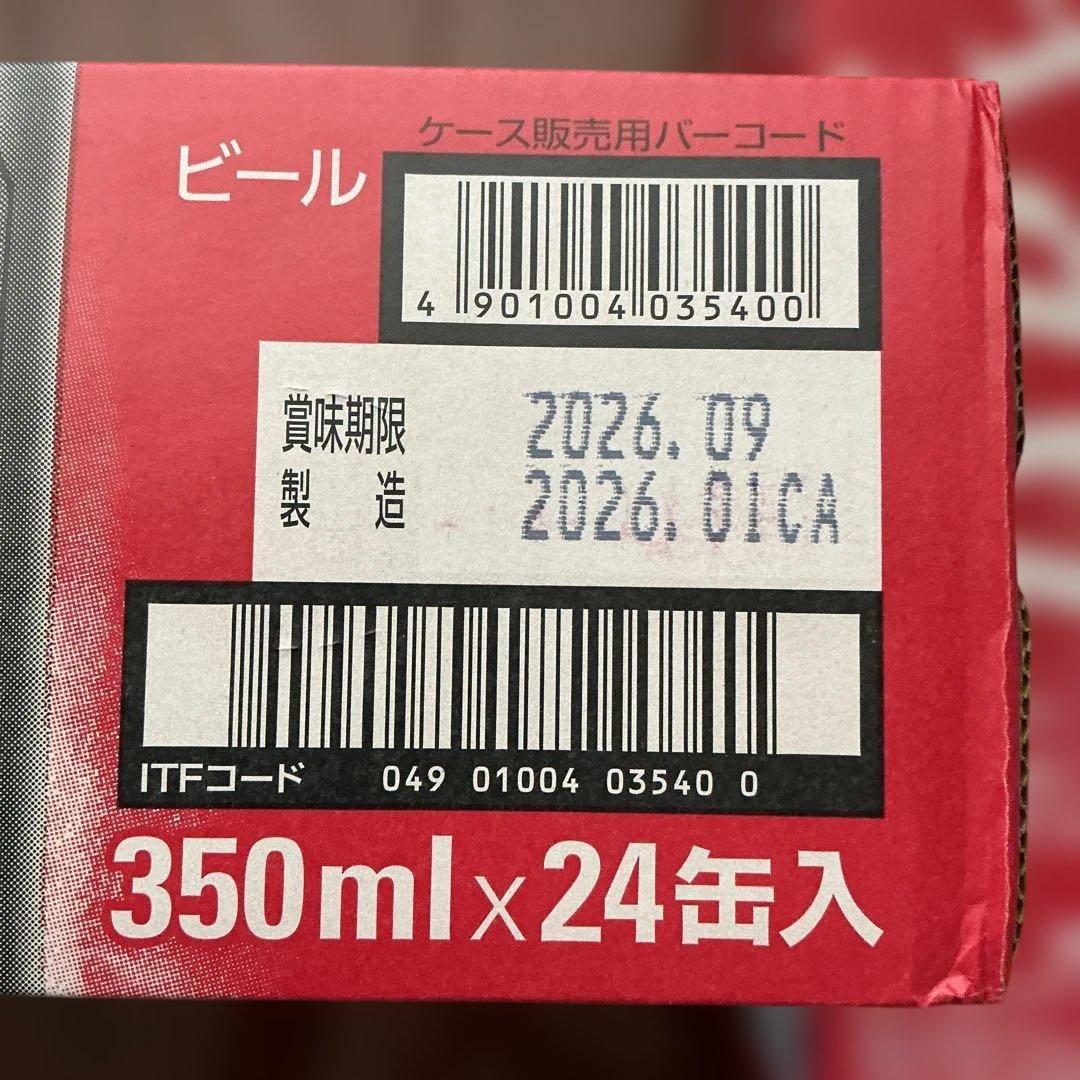 ケース販売用バーコード
ビール
4 901004 035400
賞味期限 2026.09
製造 2026.01CA
ITFコード 049 01004 03540 0
350ml×24缶入